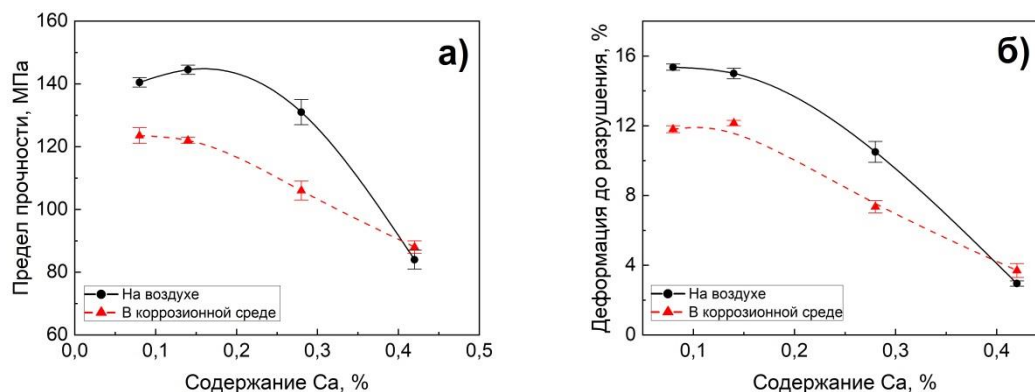 160
140
120
100
80
60
Предел прочности, МПа
а)
На воздухе
В коррозионной среде
0,0 0,1 0,2 0,3 0,4 0,5
Содержание Ca, %
16
12
8
4
0
Деформация до разрушения, %
б)
На воздухе
В коррозионной среде
0,1 0,2 0,3 0,4
Содержание Ca, %